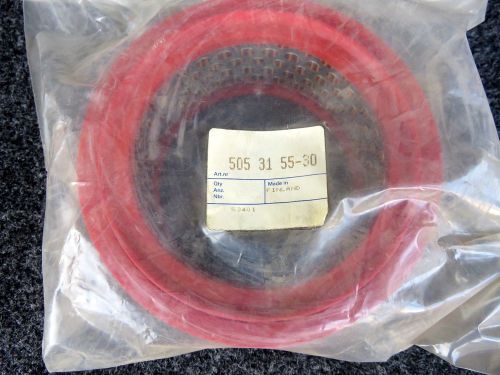 505 31 55-30
Art.nr
Qty Made in
Anz. FINLAND
Nbr.